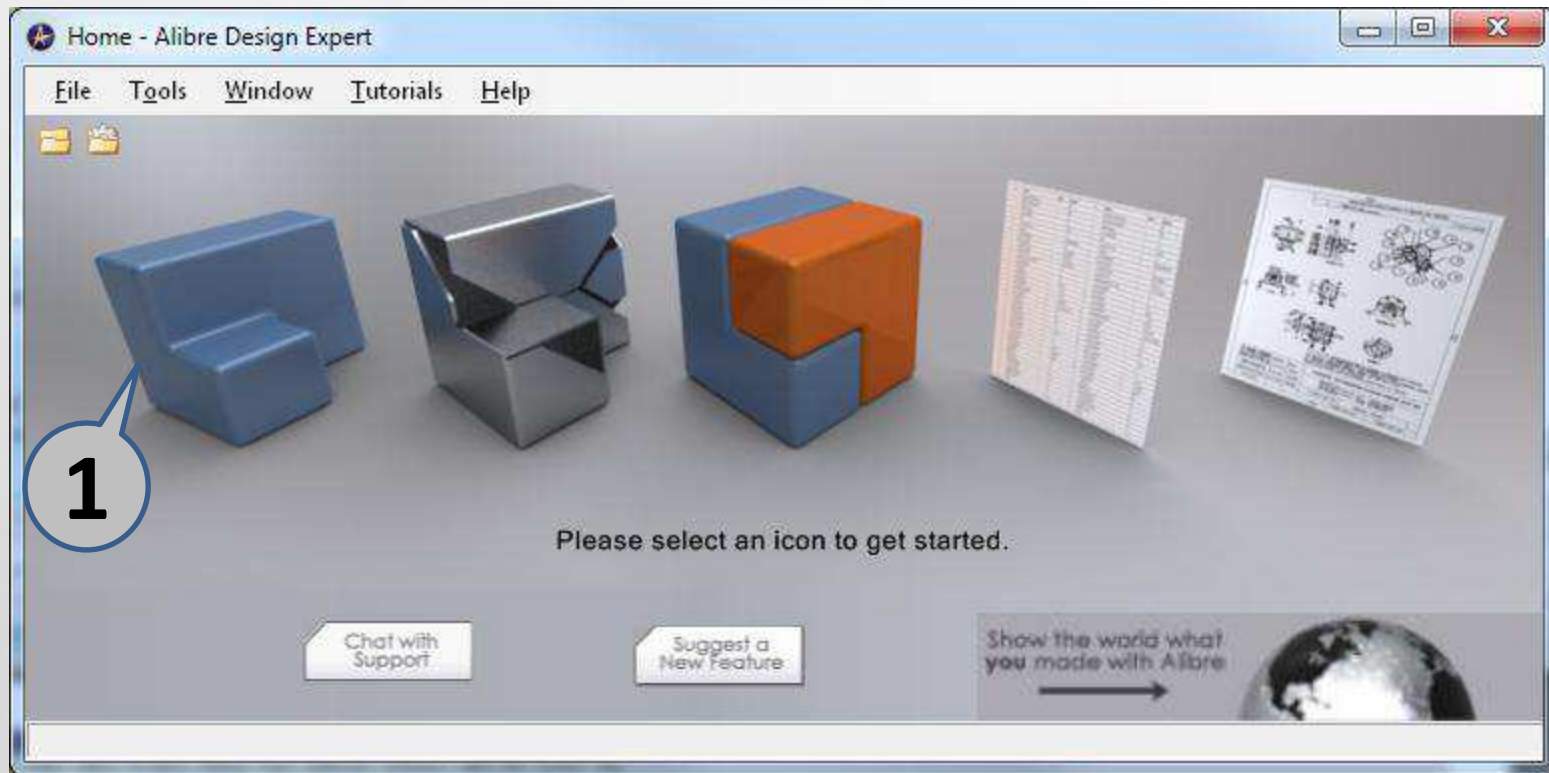 Home - Alibre Design Expert
File Tools Window Tutorials Help
1
Please select an icon to get started.
Chat with
Support
Suggest a
New Feature
Show the world what
you made with Alibre